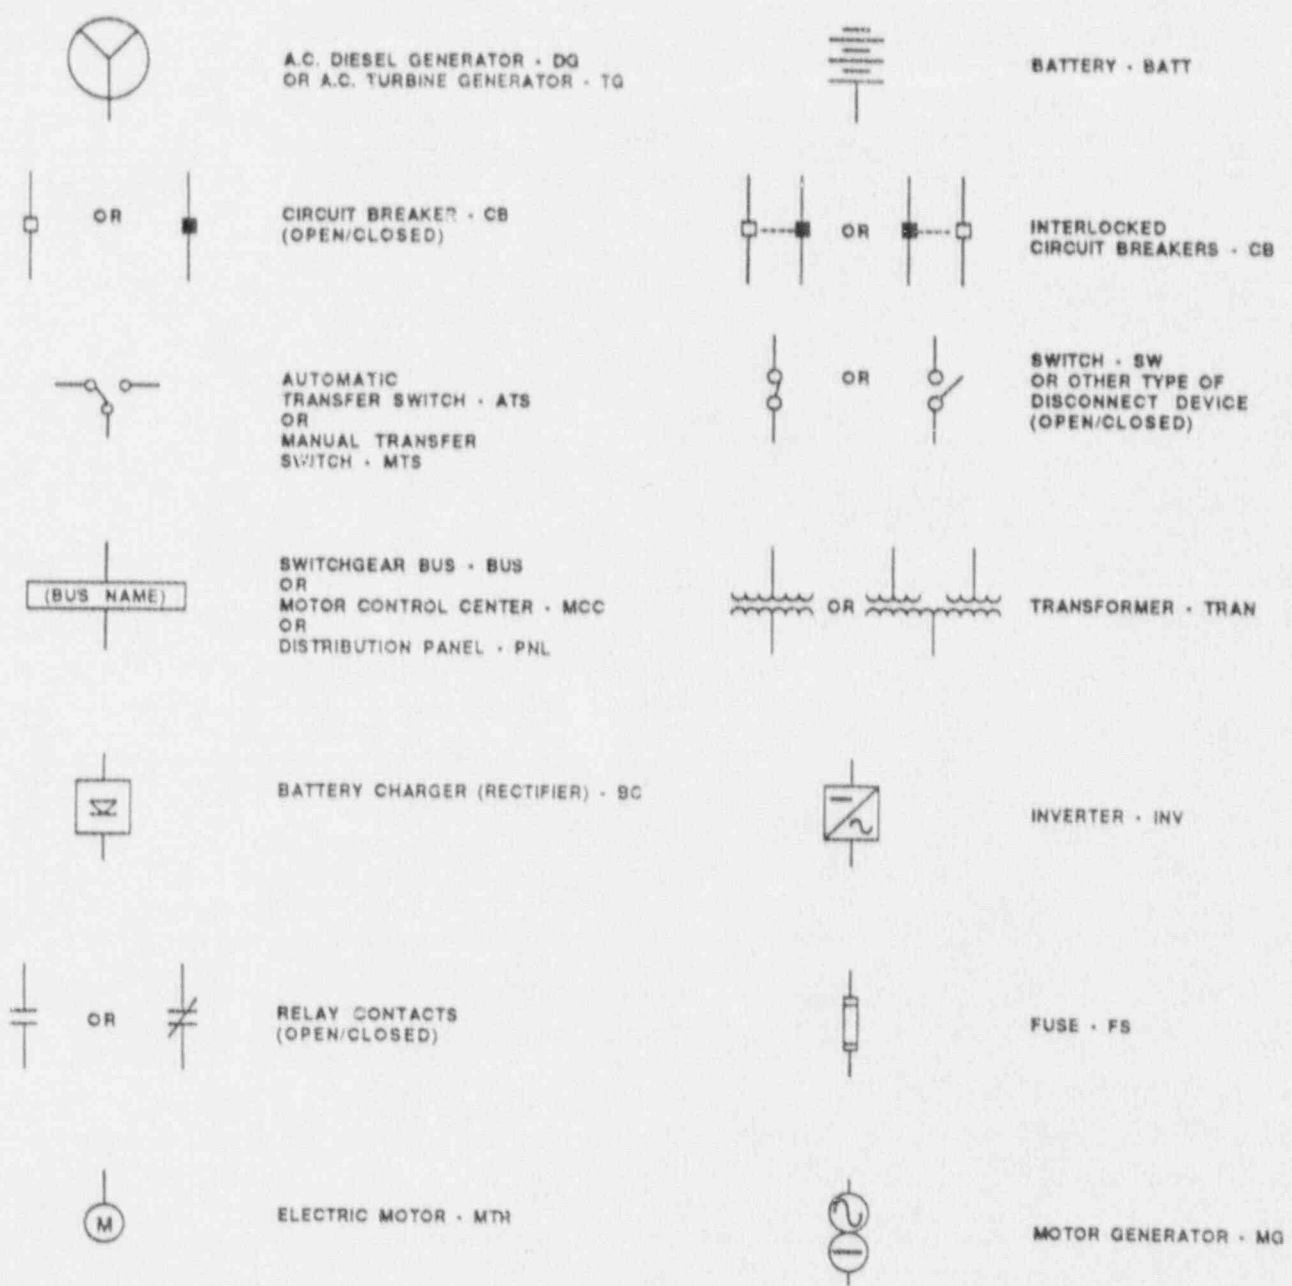 A.C. DIESEL GENERATOR - DG
OR A.C. TURBINE GENERATOR - TG
BATTERY - BATT
OR
CIRCUIT BREAKER - CB
(OPEN/CLOSED)
OR
INTERLOCKED
CIRCUIT BREAKERS - CB
AUTOMATIC
TRANSFER SWITCH - ATS
OR
MANUAL TRANSFER
SWITCH - MTS
OR
SWITCH - SW
OR OTHER TYPE OF
DISCONNECT DEVICE
(OPEN/CLOSED)
(BUS NAME)
SWITCHGEAR BUS - BUS
OR
MOTOR CONTROL CENTER - MCC
OR
DISTRIBUTION PANEL - PNL
OR
TRANSFORMER - TRAN
BATTERY CHARGER (RECTIFIER) - BC
INVERTER - INV
OR
RELAY CONTACTS
(OPEN/CLOSED)
FUSE - FS
M
ELECTRIC MOTOR - MTR
MOTOR GENERATOR - MG